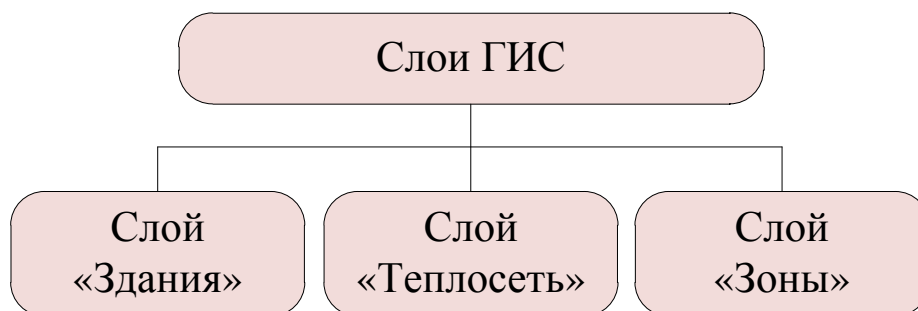 Слои ГИС
Слой
«Здания»
Слой
«Теплосеть»
Слой
«Зоны»